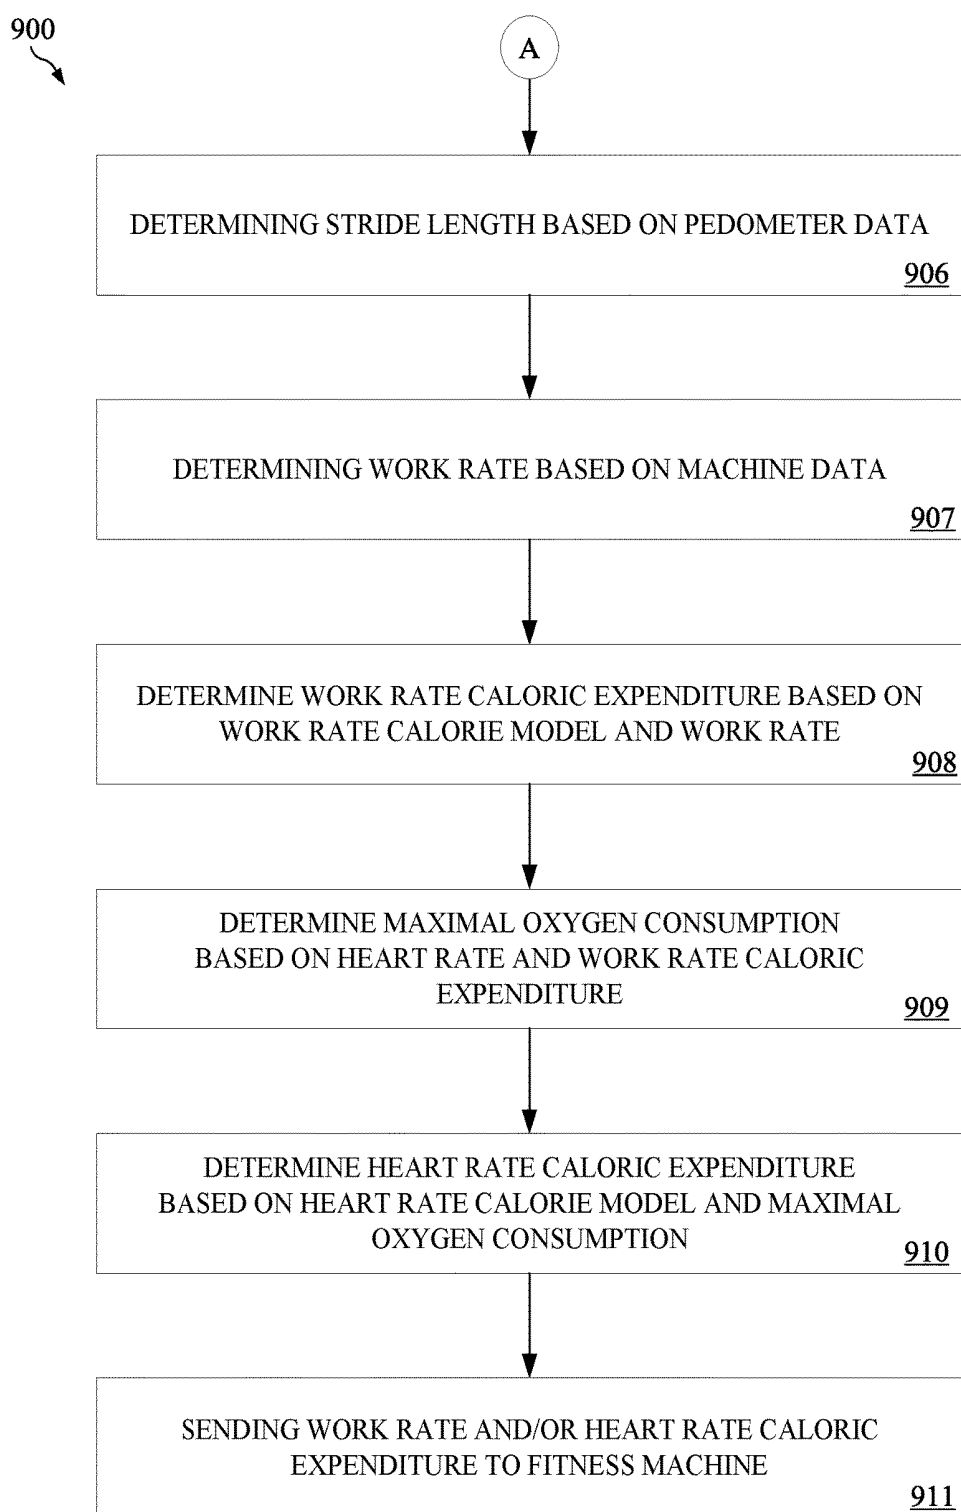 900
A
DETERMINING STRIDE LENGTH BASED ON PEDOMETER DATA
906
DETERMINING WORK RATE BASED ON MACHINE DATA
907
DETERMINE WORK RATE CALORIC EXPENDITURE BASED ON
WORK RATE CALORIE MODEL AND WORK RATE
908
DETERMINE MAXIMAL OXYGEN CONSUMPTION
BASED ON HEART RATE AND WORK RATE CALORIC
EXPENDITURE
909
DETERMINE HEART RATE CALORIC EXPENDITURE
BASED ON HEART RATE CALORIE MODEL AND MAXIMAL
OXYGEN CONSUMPTION
910
SENDING WORK RATE AND/OR HEART RATE CALORIC
EXPENDITURE TO FITNESS MACHINE
911